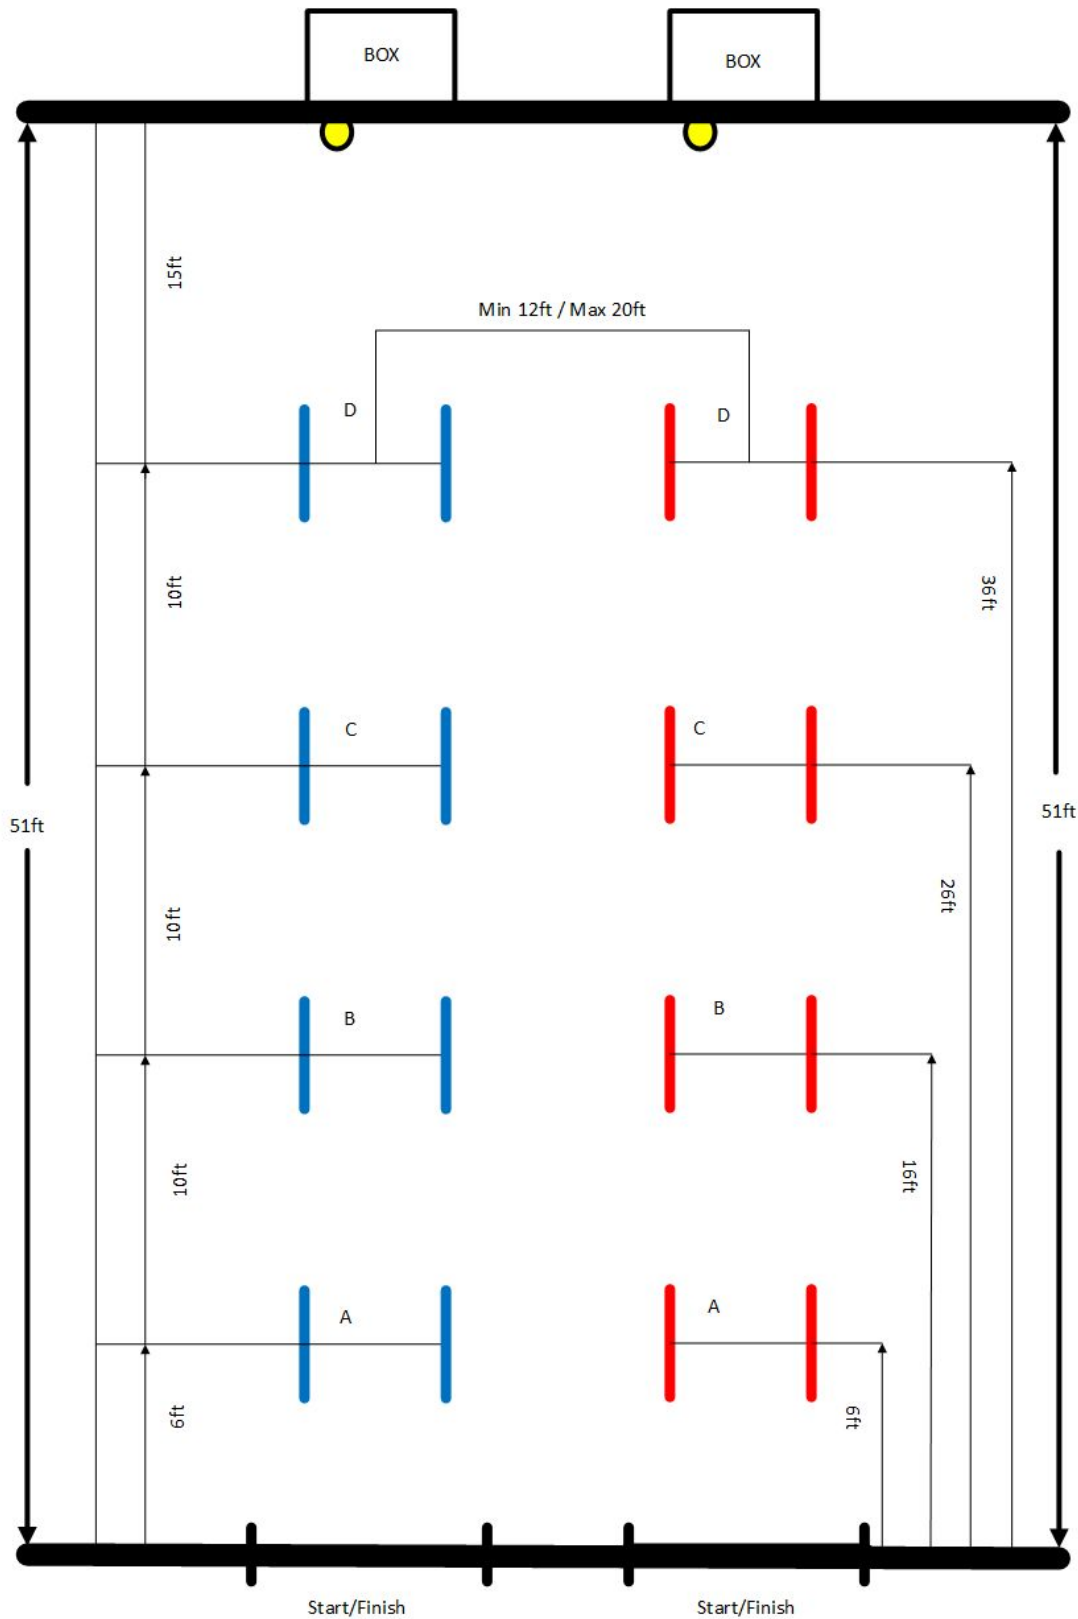 BOX
BOX
15ft
Min 12ft / Max 20ft
D
D
10ft
36ft
C
C
51ft
51ft
26ft
10ft
B
B
16ft
10ft
A
A
6ft
6ft
Start/Finish
Start/Finish